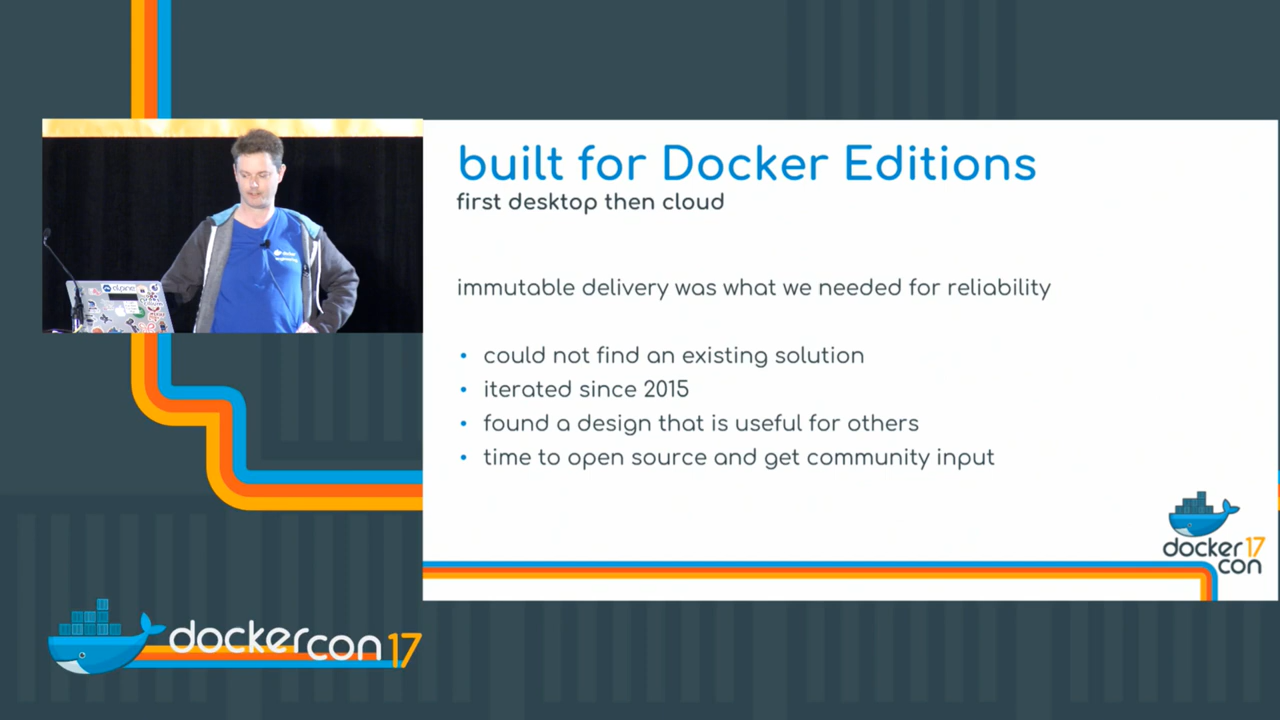 built for Docker Editions
first desktop then cloud
immutable delivery was what we needed for reliability
• could not find an existing solution
• iterated since 2015
• found a design that is useful for others
• time to open source and get community input
docker 17
con
docker
alpine
dockercon 17